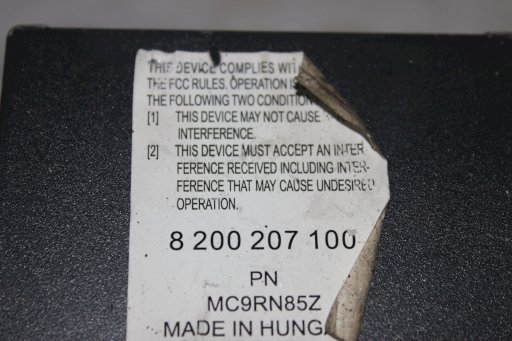 THIS DEVICE COMPLIES WIT
THE FCC RULES. OPERATION IS
THE FOLLOWING TWO CONDITION
[1] THIS DEVICE MAY NOT CAUSE
INTERFERENCE.
[2] THIS DEVICE MUST ACCEPT AN INTER
FERENCE RECEIVED INCLUDING INTER-
FERENCE THAT MAY CAUSE UNDESIRED
OPERATION.
8 200 207 100
PN
MC9RN85Z
MADE IN HUNGA